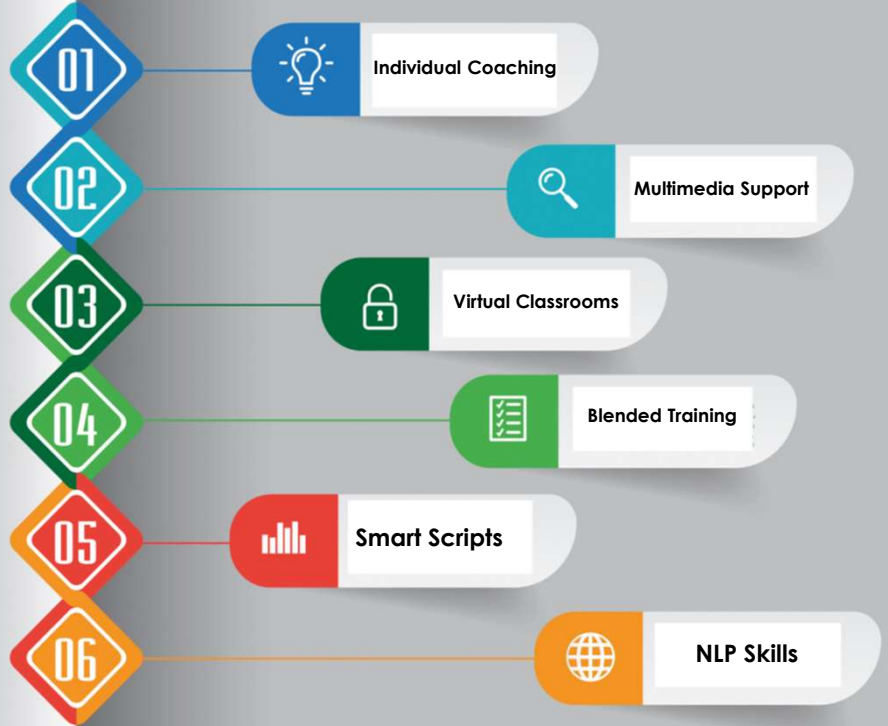 01
Individual Coaching
02
Multimedia Support
03
Virtual Classrooms
04
Blended Training
05
Smart Scripts
06
NLP Skills